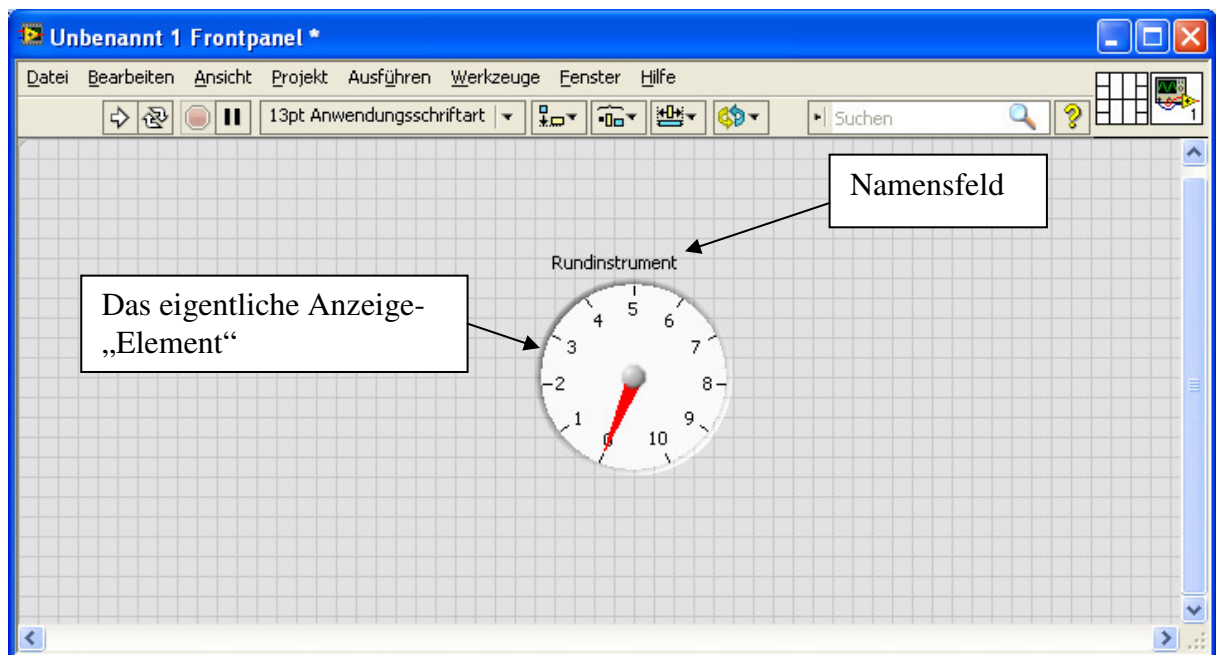 Unbenannt 1 Frontpanel *
Datei Bearbeiten Ansicht Projekt Ausführen Werkzeuge Fenster Hilfe
13pt Anwendungsschriftart
Suchen
?
1
Namensfeld
Rundinstrument
Das eigentliche Anzeige-
„Element“
5
4 6
3 7
2 8
1 9
0 10